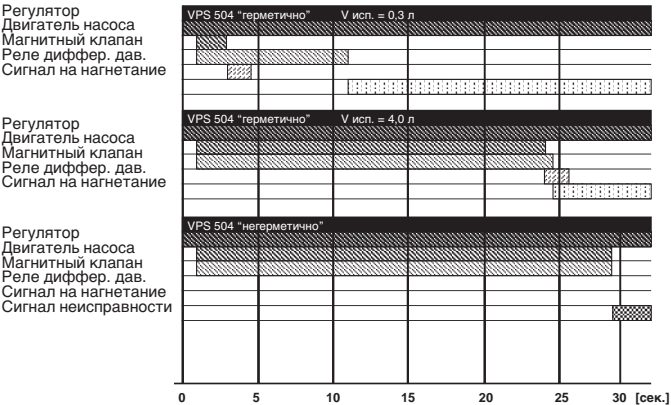 Регулятор
Двигатель насоса
Магнитный клапан
Реле диффер. дав.
Сигнал на нагнетание
VPS 504 “герметично” V исп. = 0,3 л
Регулятор
Двигатель насоса
Магнитный клапан
Реле диффер. дав.
Сигнал на нагнетание
VPS 504 “герметично” V исп. = 4,0 л
Регулятор
Двигатель насоса
Магнитный клапан
Реле диффер. дав.
Сигнал на нагнетание
Сигнал неисправности
VPS 504 “негерметично”
0 5 10 15 20 25 30 [сек.]